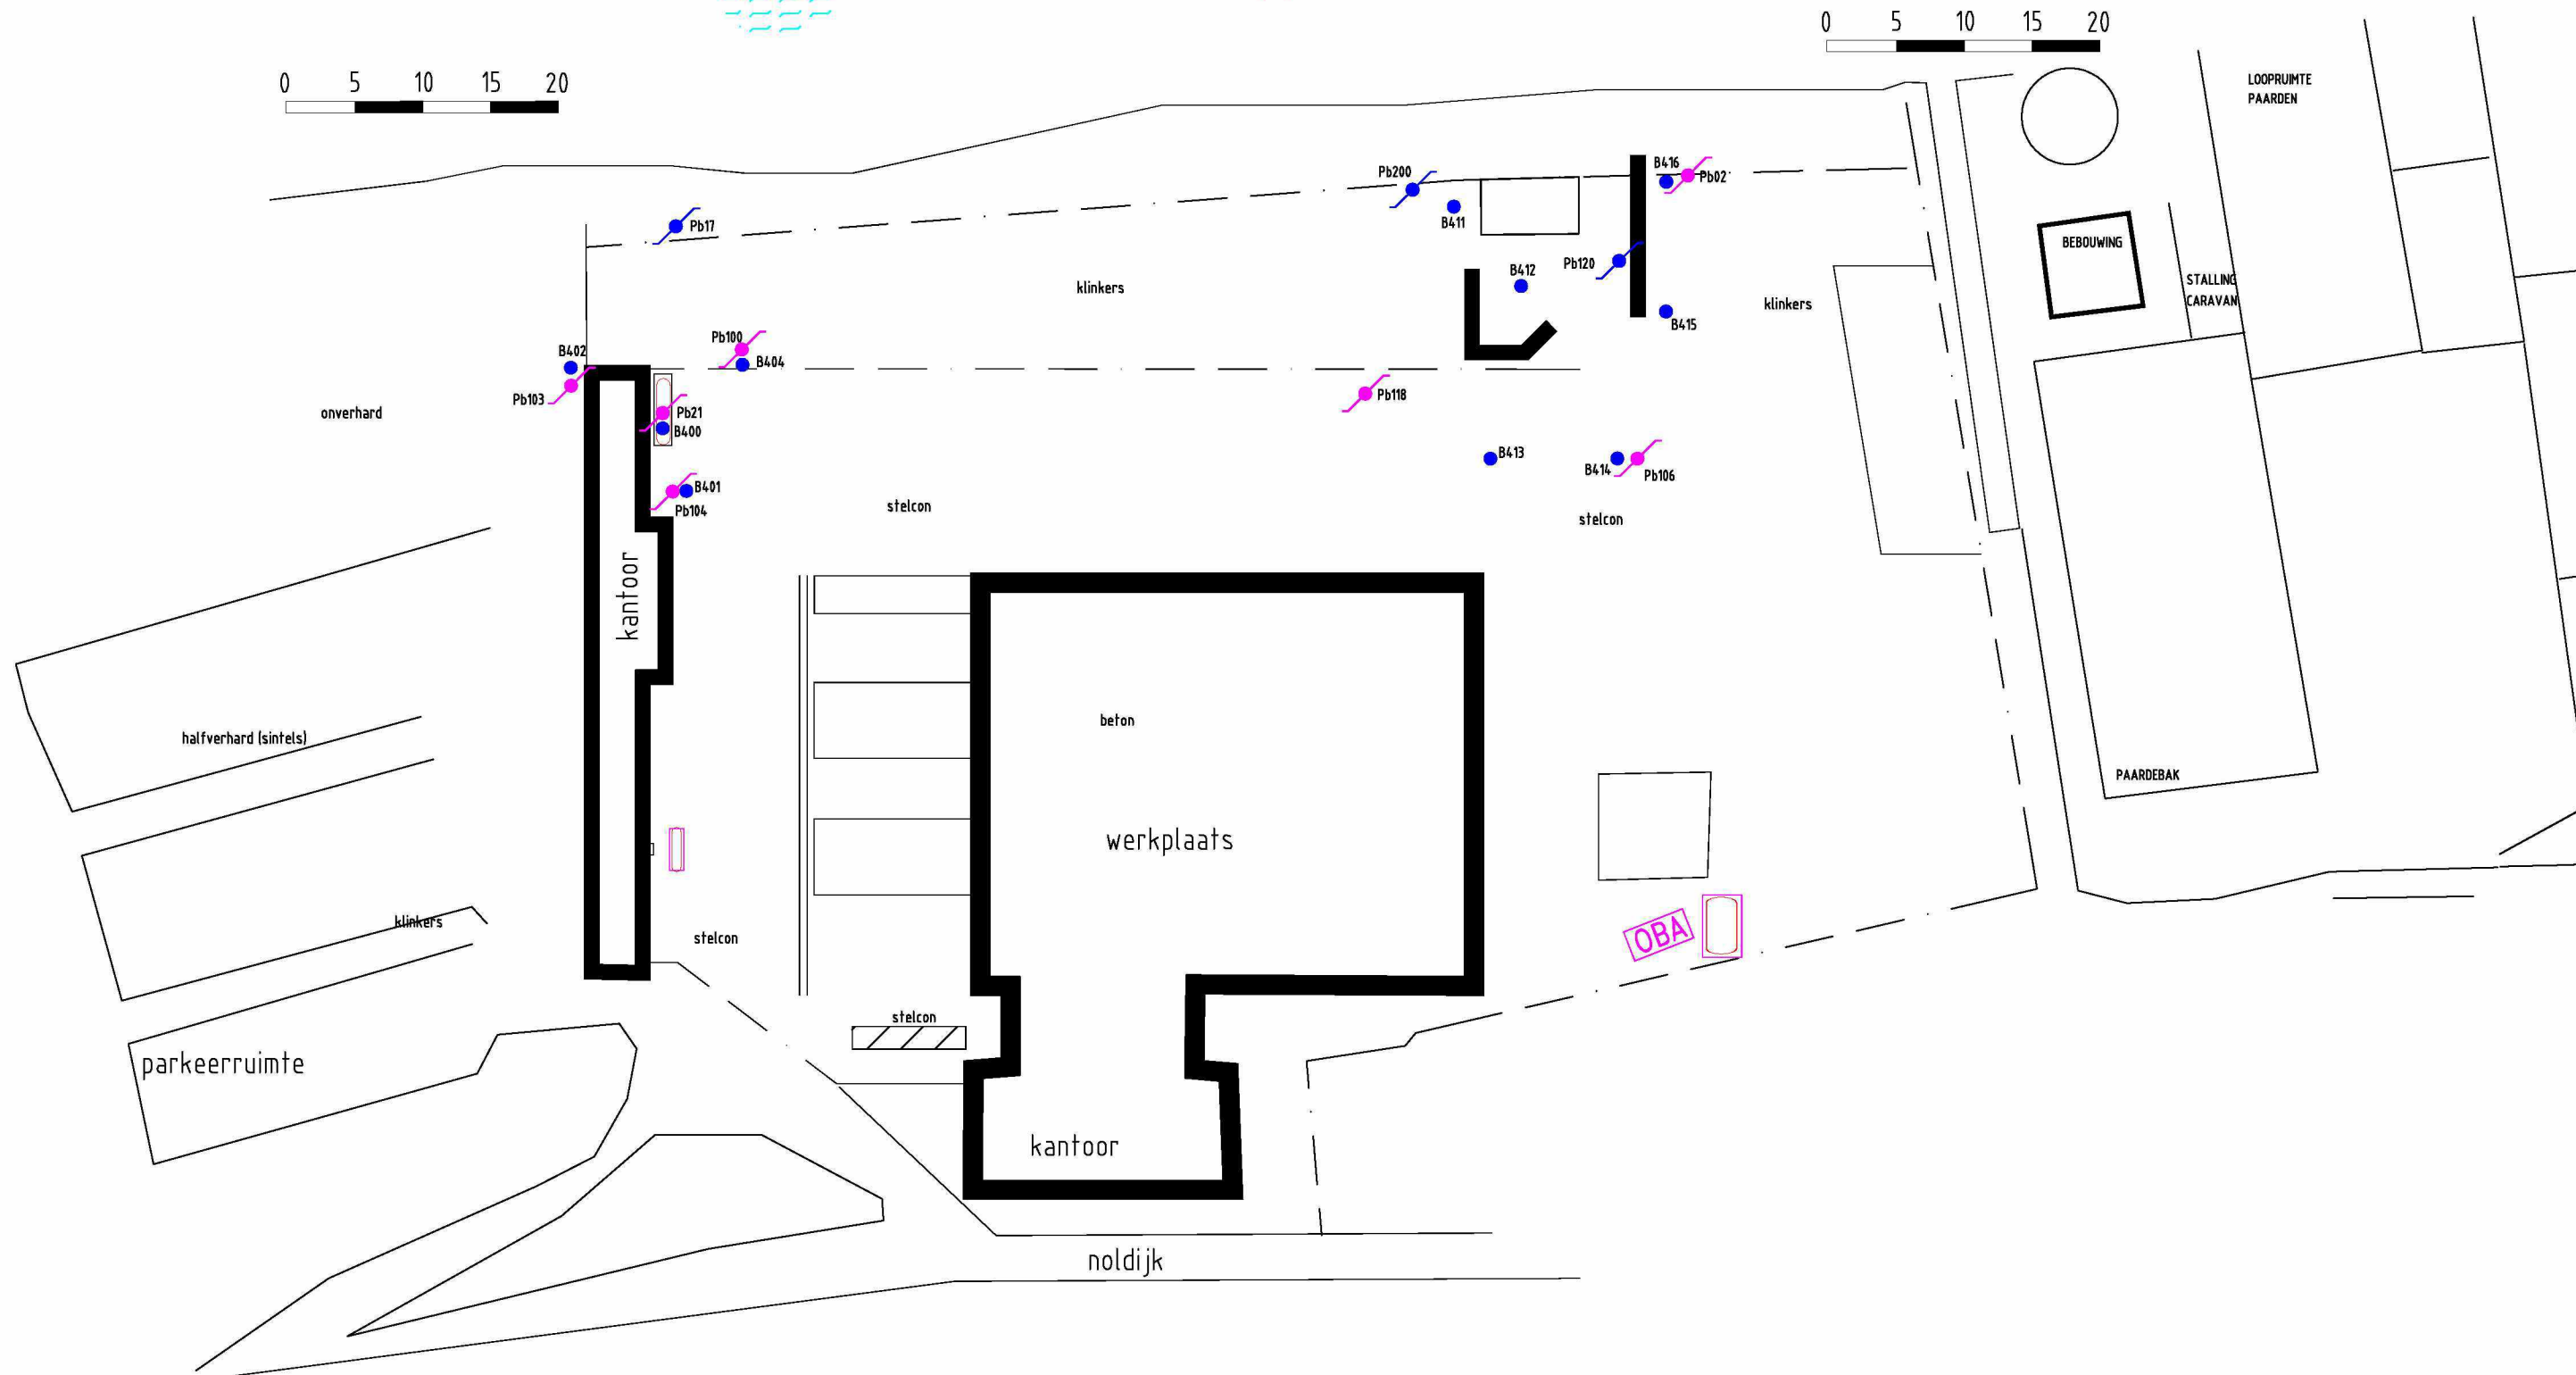 0 5 10 15 20
0 5 10 15 20
LOOPRUIMTE
PAARDEN
B416
Pb02
Pb200
B411
Pb17
BEBOUWING
Pb120
B412
STALLING
CARAVAN
klinkers
klinkers
B415
Pb100
B404
B402
Pb103
onverhard
Pb21
B400
Pb118
B413
B414
Pb106
B401
Pb104
stelcon
stelcon
kantoor
beton
halfverhard (sintels)
PAARDEBAK
werkplaats
klinkers
stelcon
OBA
stelcon
parkeerruimte
kantoor
noldijk